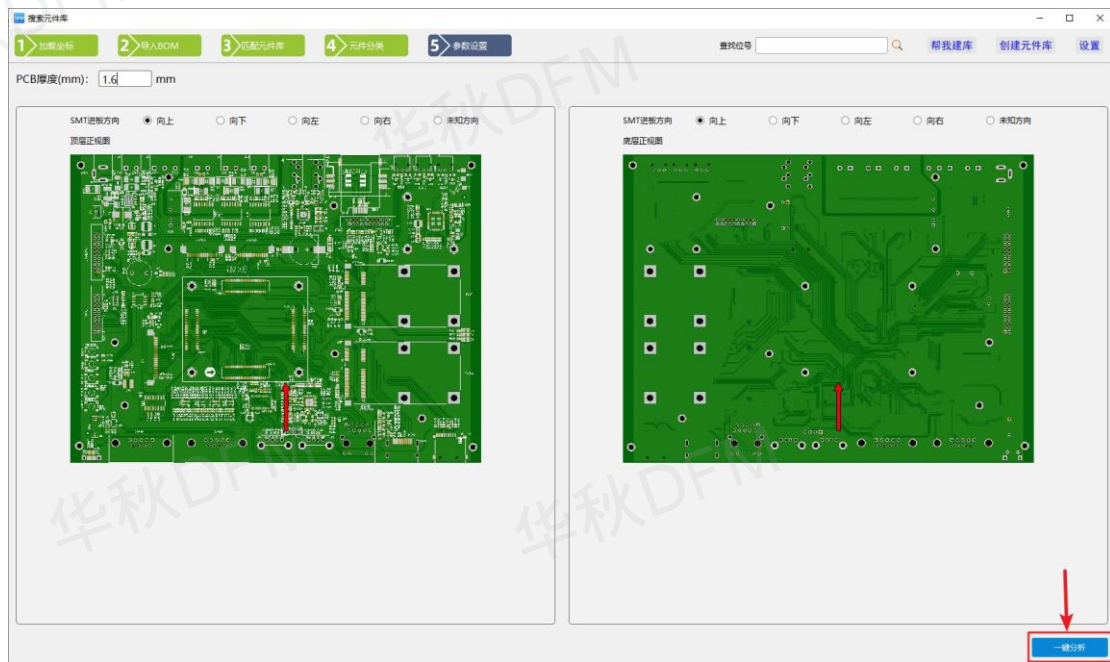 搜索元件库
1 加载坐标 2 导入BOM 3 匹配元件库 4 元件分类 5 参数设置 查找位号 帮我建库 创建元件库 设置
PCB厚度(mm): 1.6 mm
SMT进板方向 向上 向下 向左 向右 未知方向
顶层正视图
SMT进板方向 向上 向下 向左 向右 未知方向
底层正视图
一键分析
华秋DFM
华秋DFM
华秋DFM